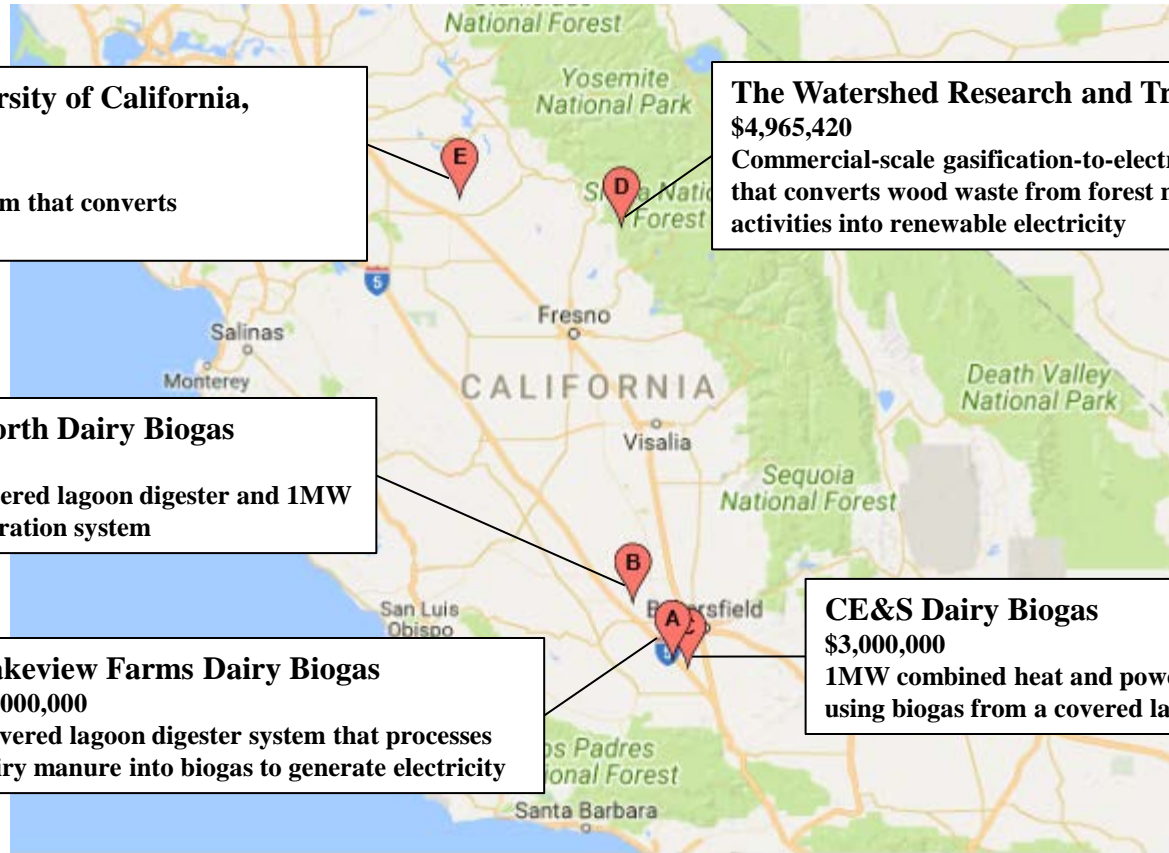 National Forest
Yosemite
National Park
rsity of California,
m that converts
The Watershed Research and Tr
$4,965,420
Commercial-scale gasification-to-electr
that converts wood waste from forest m
activities into renewable electricity
E
D
Forest
5
Fresno
Salinas
Monterey
CALIFORNIA
Death Valley
National Park
Visalia
orth Dairy Biogas
ered lagoon digester and 1MW
ration system
Sequoia
National Forest
B
San Luis
Obispo
A
C
5
CE&S Dairy Biogas
$3,000,000
1MW combined heat and powe
using biogas from a covered la
akeview Farms Dairy Biogas
,000,000
vered lagoon digester system that processes
iry manure into biogas to generate electricity
os Padres
ional Forest
Santa Barbara